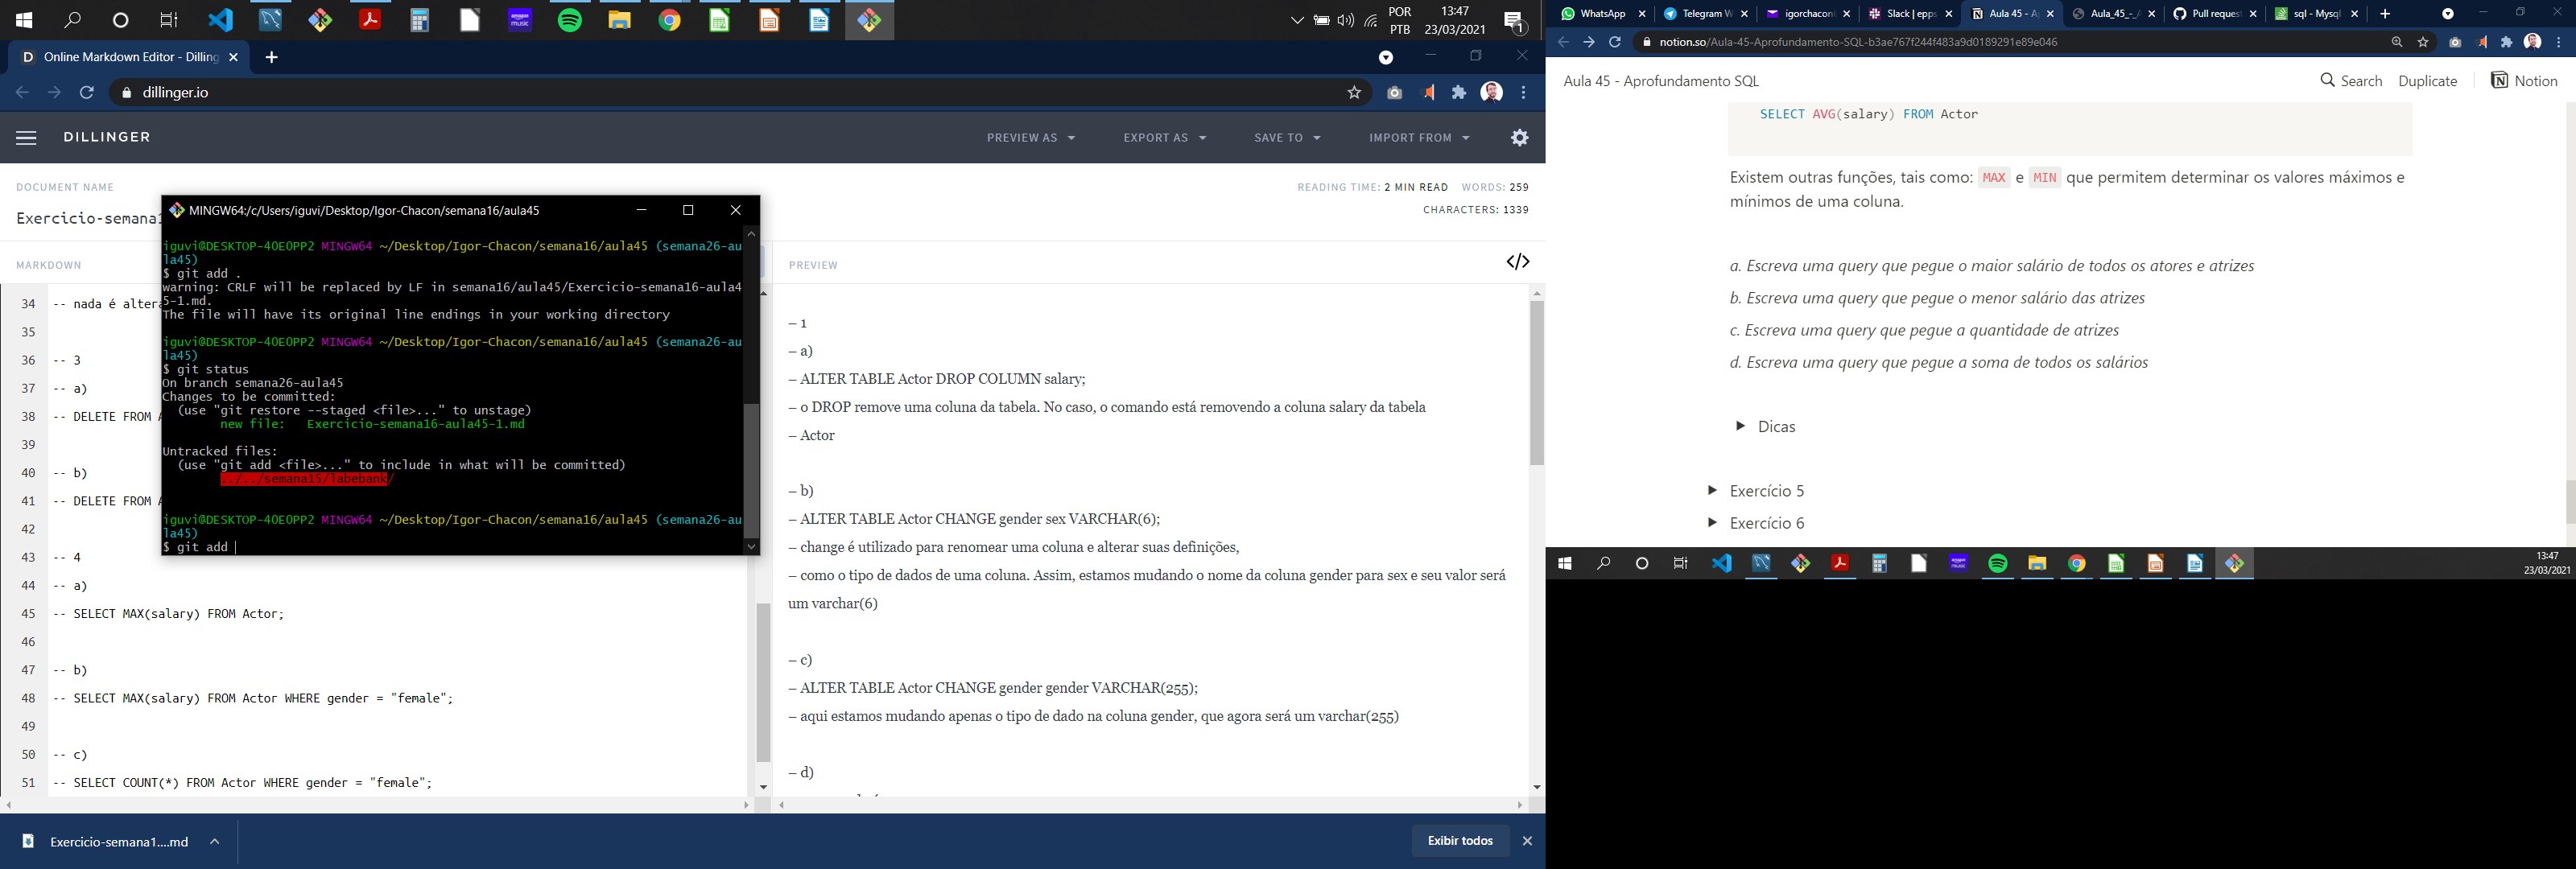 POR
PTB
13:47
23/03/2021
1
Online Markdown Editor - Dilling
dillinger.io
DILLINGER
PREVIEW AS
EXPORT AS
SAVE TO
IMPORT FROM
DOCUMENT NAME
READING TIME: 2 MIN READ WORDS: 259
CHARACTERS: 1339
Exercicio-semana1
MARKDOWN
PREVIEW
34 -- nada é altera
35
36 -- 3
37 -- a)
38 -- DELETE FROM A
39
40 -- b)
41 -- DELETE FROM A
42
43 -- 4
44 -- a)
45 -- SELECT MAX(salary) FROM Actor;
46
47 -- b)
48 -- SELECT MAX(salary) FROM Actor WHERE gender = "female";
49
50 -- c)
51 -- SELECT COUNT(*) FROM Actor WHERE gender = "female";
MINGW64:/c/Users/iguvi/Desktop/Igor-Chacon/semana16/aula45
iguvi@DESKTOP-4OEOPP2 MINGW64 ~/Desktop/Igor-Chacon/semana16/aula45 (semana26-au
la45)
$ git add .
warning: CRLF will be replaced by LF in semana16/aula45/Exercicio-semana16-aula4
5-1.md.
The file will have its original line endings in your working directory
iguvi@DESKTOP-4OEOPP2 MINGW64 ~/Desktop/Igor-Chacon/semana16/aula45 (semana26-au
la45)
$ git status
On branch semana26-aula45
Changes to be committed:
(use "git restore --staged <file>..." to unstage)
new file: Exercicio-semana16-aula45-1.md
Untracked files:
(use "git add <file>..." to include in what will be committed)
../../semana15/labebank/
iguvi@DESKTOP-4OEOPP2 MINGW64 ~/Desktop/Igor-Chacon/semana16/aula45 (semana26-au
la45)
$ git add
– 1
– a)
– ALTER TABLE Actor DROP COLUMN salary;
– o DROP remove uma coluna da tabela. No caso, o comando está removendo a coluna salary da tabela
– Actor
– b)
– ALTER TABLE Actor CHANGE gender sex VARCHAR(6);
– change é utilizado para renomear uma coluna e alterar suas definições,
– como o tipo de dados de uma coluna. Assim, estamos mudando o nome da coluna gender para sex e seu valor será
um varchar(6)
– c)
– ALTER TABLE Actor CHANGE gender gender VARCHAR(255);
– aqui estamos mudando apenas o tipo de dado na coluna gender, que agora será um varchar(255)
– d)
Exercicio-semana1....md
Exibir todos
WhatsApp
Telegram W
igorchacon
Slack | epps
Aula 45 - A
Aula_45_-_
Pull reques
sql - Mysql
notion.so/Aula-45-Aprofundamento-SQL-b3ae767f244f483a9d0189291e89e046
Aula 45 - Aprofundamento SQL
Search
Duplicate
Notion
SELECT AVG(salary) FROM Actor
Existem outras funções, tais como: MAX e MIN que permitem determinar os valores máximos e
mínimos de uma coluna.
a. Escreva uma query que pegue o maior salário de todos os atores e atrizes
b. Escreva uma query que pegue o menor salário das atrizes
c. Escreva uma query que pegue a quantidade de atrizes
d. Escreva uma query que pegue a soma de todos os salários
Dicas
Exercício 5
Exercício 6
13:47
23/03/2021